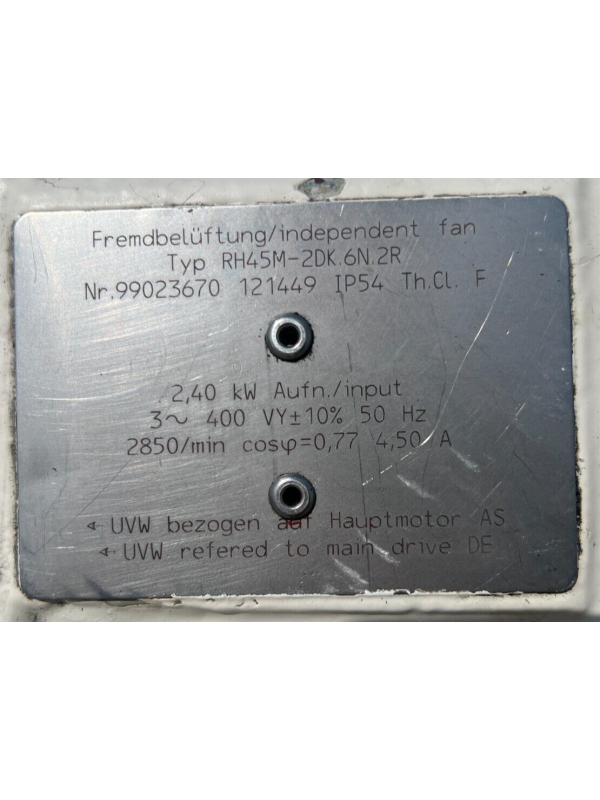 Fremdbelüftung/independent fan
Typ RH45M-2DK.6N.2R
Nr.99023670 121449 IP54 Th.Cl. F
2,40 kW Aufn./input
3~ 400 VY±10% 50 Hz
2850/min cosφ=0,77 4,50 A
◁ UVW bezogen auf Hauptmotor AS
◁ UVW refered to main drive DE